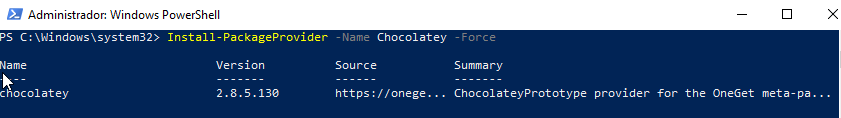 Administrador: Windows PowerShell
PS C:\Windows\system32> Install-PackageProvider -Name Chocolatey -Force
Name Version Source Summary
---- ------- ------ -------
chocolatey 2.8.5.130 https://onege... ChocolateyPrototype provider for the OneGet meta-pa...